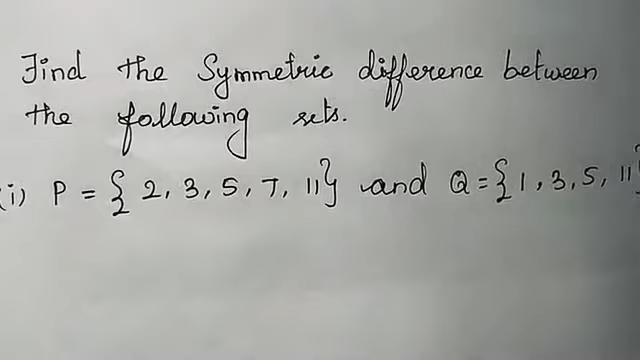 Find the Symmetric difference between
the following sets.
(i) P = { 2, 3, 5, 7, 11} and Q = {1, 3, 5, 11}